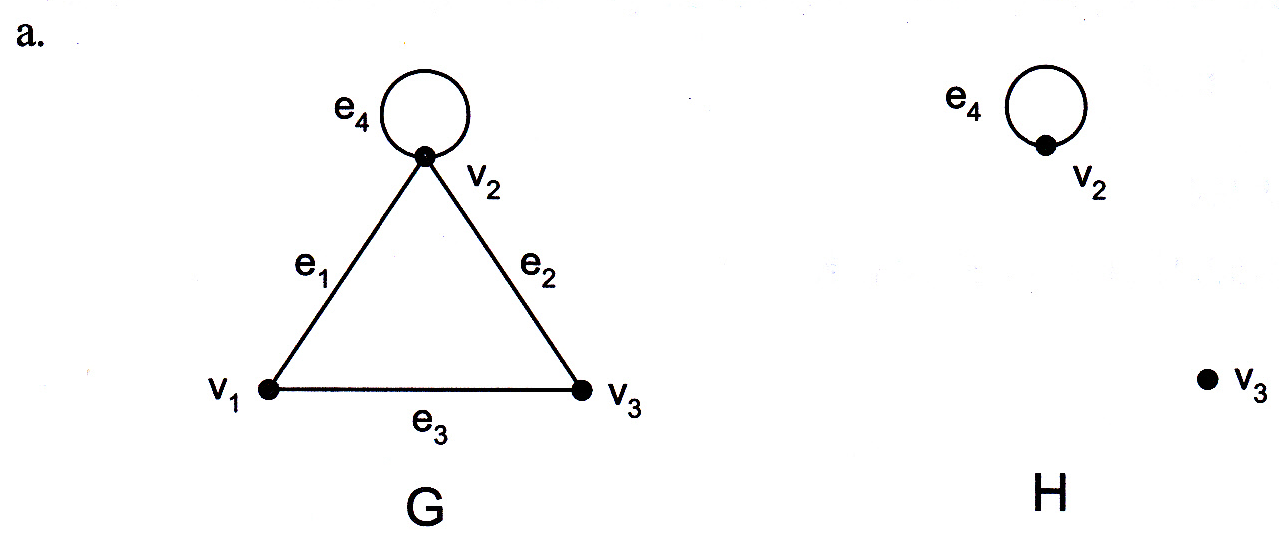 a.
e₄
v₂
e₁
e₂
v₁
v₃
e₃
G
e₄
v₂
v₃
H